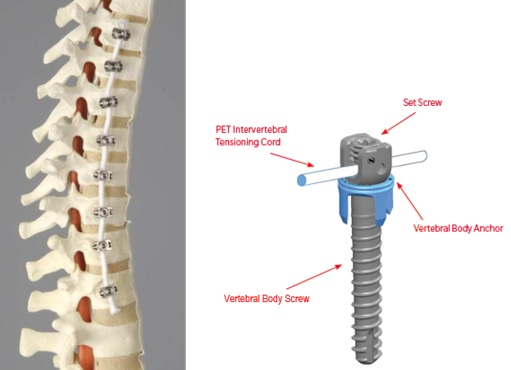 Set Screw
PET Intervertebral
Tensioning Cord
Vertebral Body Anchor
Vertebral Body Screw